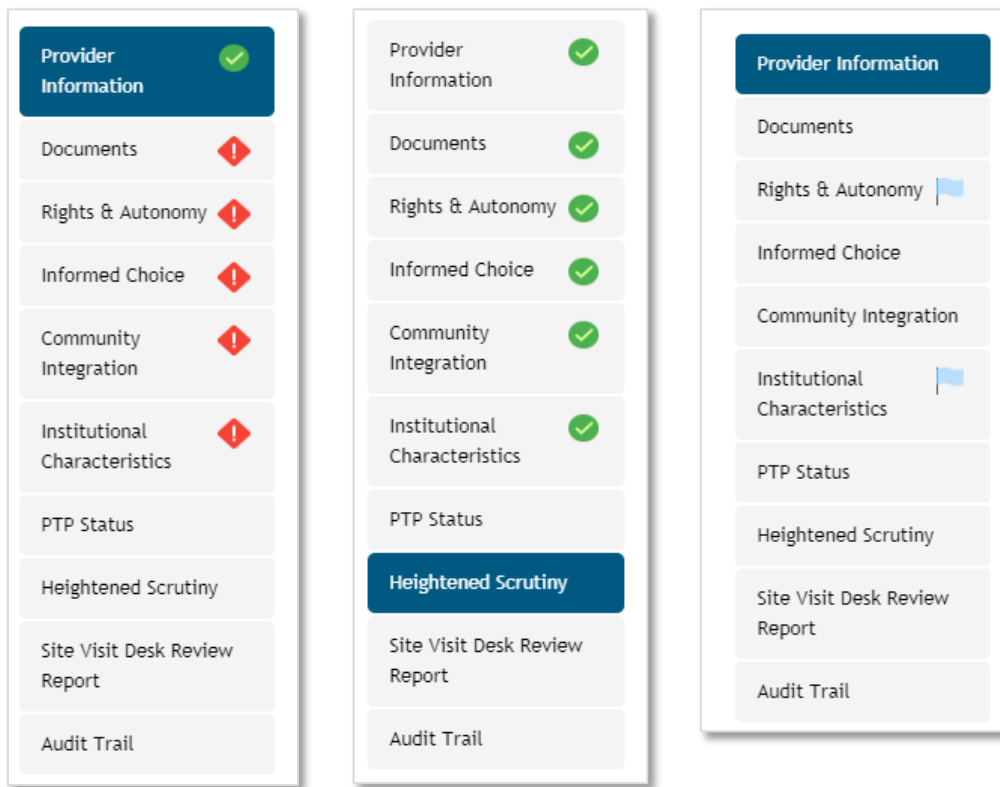 Provider
Information
Documents
Rights & Autonomy
Informed Choice
Community
Integration
Institutional
Characteristics
PTP Status
Heightened Scrutiny
Site Visit Desk Review
Report
Audit Trail
Provider
Information
Documents
Rights & Autonomy
Informed Choice
Community
Integration
Institutional
Characteristics
PTP Status
Heightened Scrutiny
Site Visit Desk Review
Report
Audit Trail
Provider Information
Documents
Rights & Autonomy
Informed Choice
Community Integration
Institutional
Characteristics
PTP Status
Heightened Scrutiny
Site Visit Desk Review
Report
Audit Trail